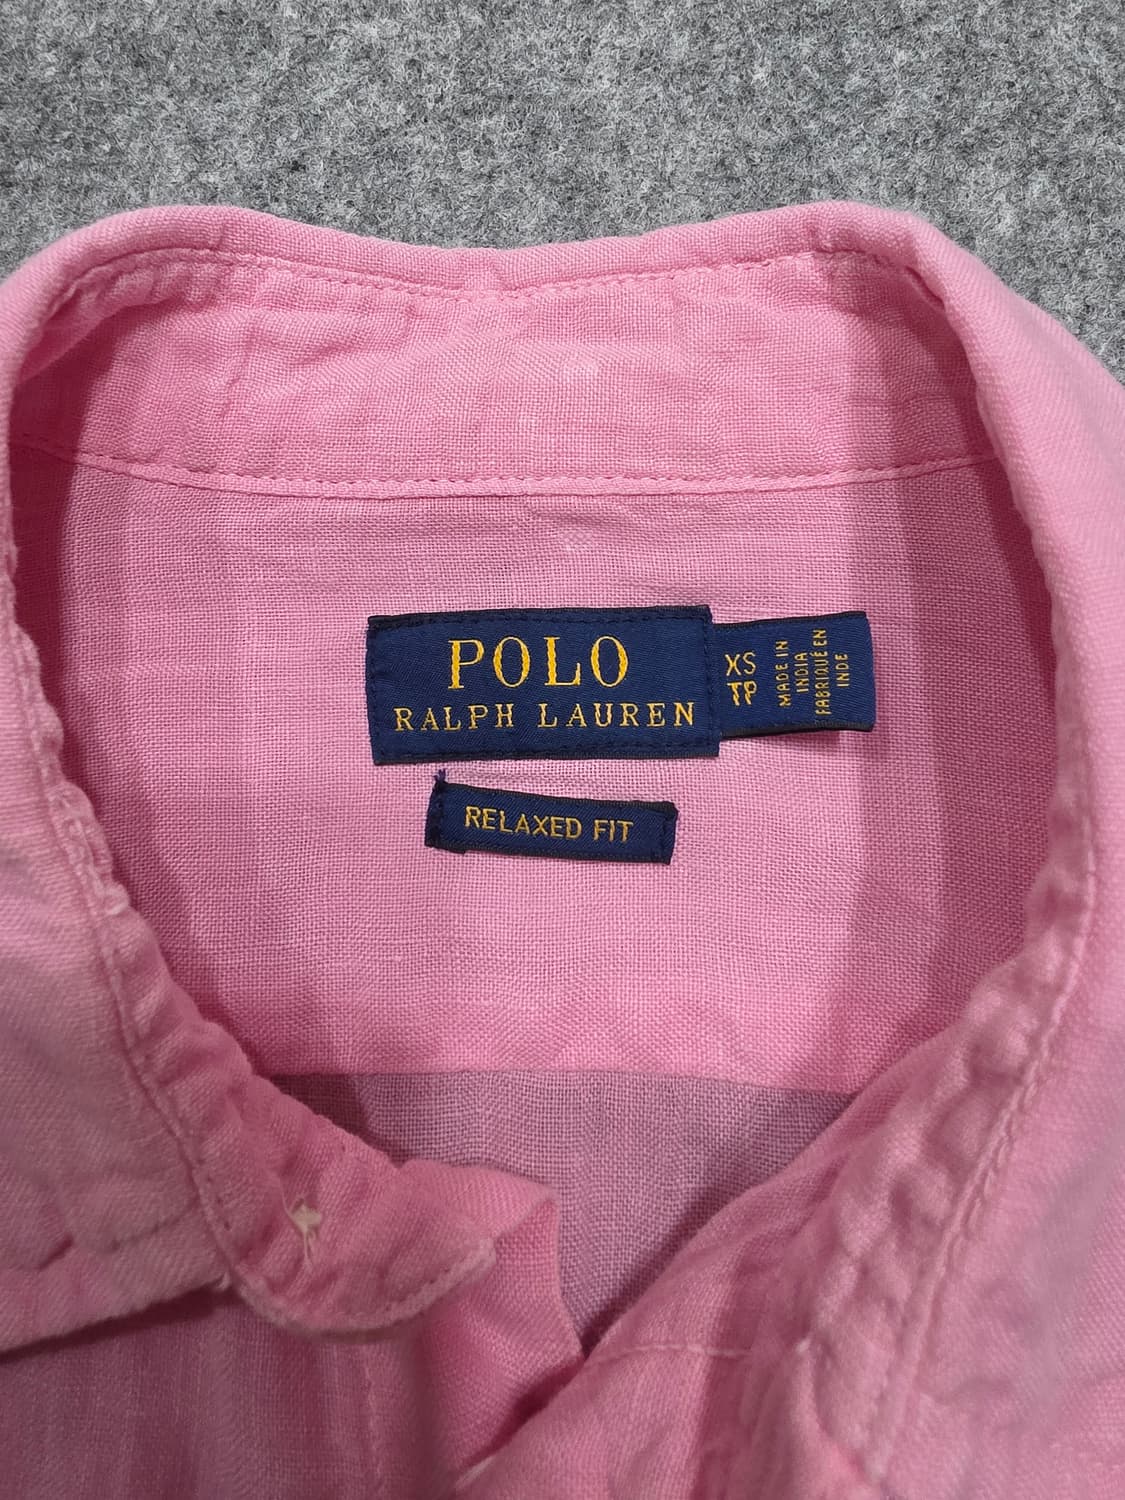 POLO
RALPH LAUREN
XS
TP
MADE IN
INDIA
FABRIQUÉ EN
INDE
RELAXED FIT